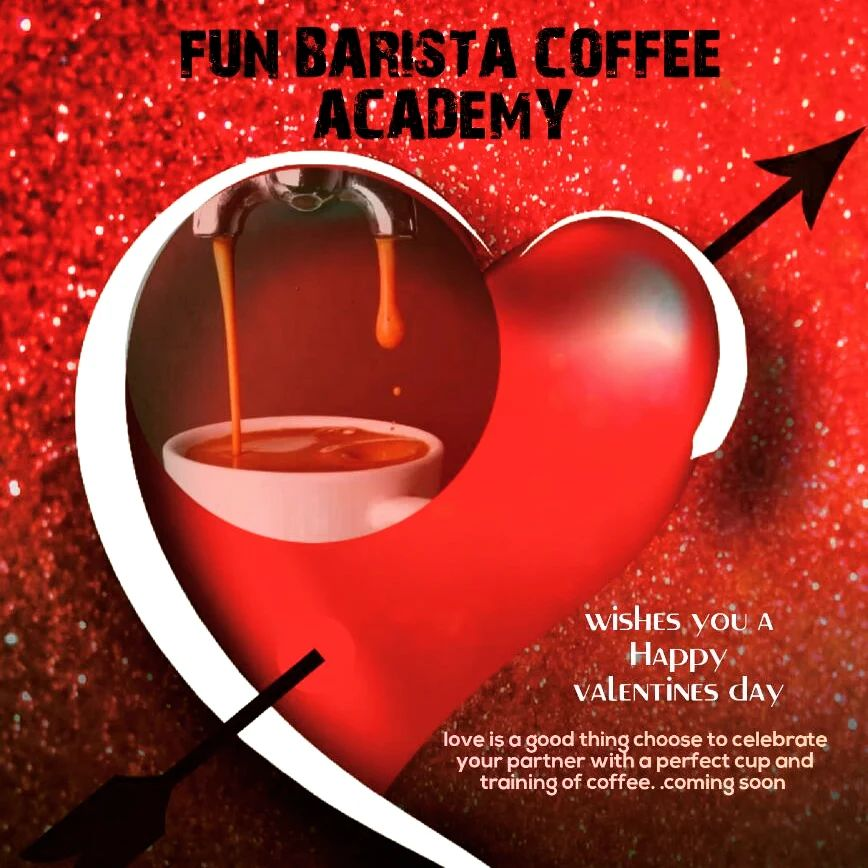 FUN BARISTA COFFEE
ACADEMY
wishes you a
Happy
valentines day
love is a good thing choose to celebrate
your partner with a perfect cup and
training of coffee. .coming soon